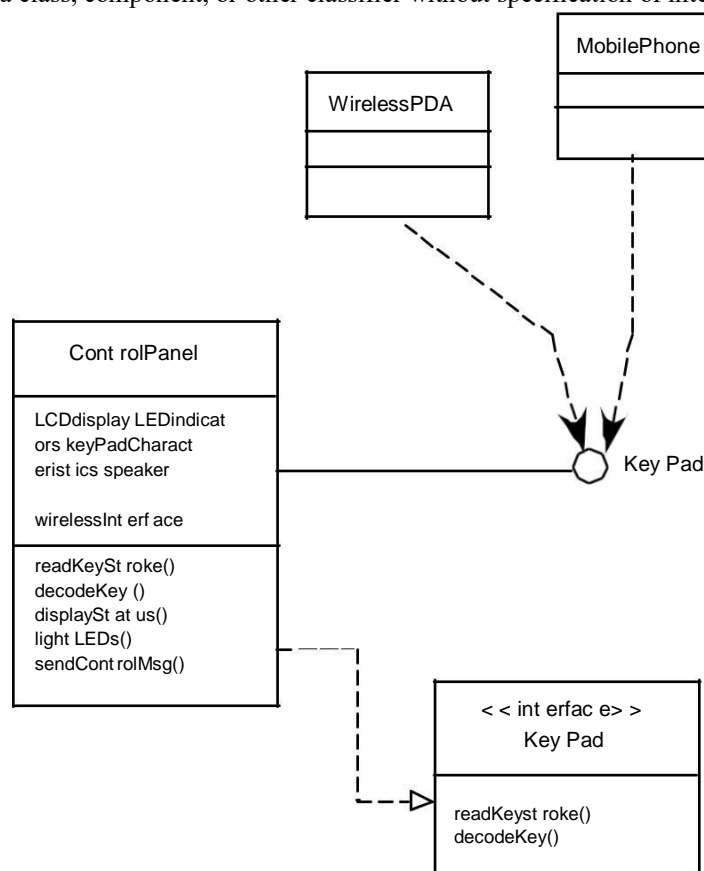 a class, component, or other classifier without specification of
MobilePhone
WirelessPDA
Cont rolPanel
LCDdisplay LEDindicat
ors keyPadCharact
erist ics speaker
wirelessInt erf ace
Key Pad
readKeySt roke()
decodeKey ()
displaySt at us()
light LEDs()
sendCont rolMsg()
< < int erfac e> >
Key Pad
readKeyst roke()
decodeKey()